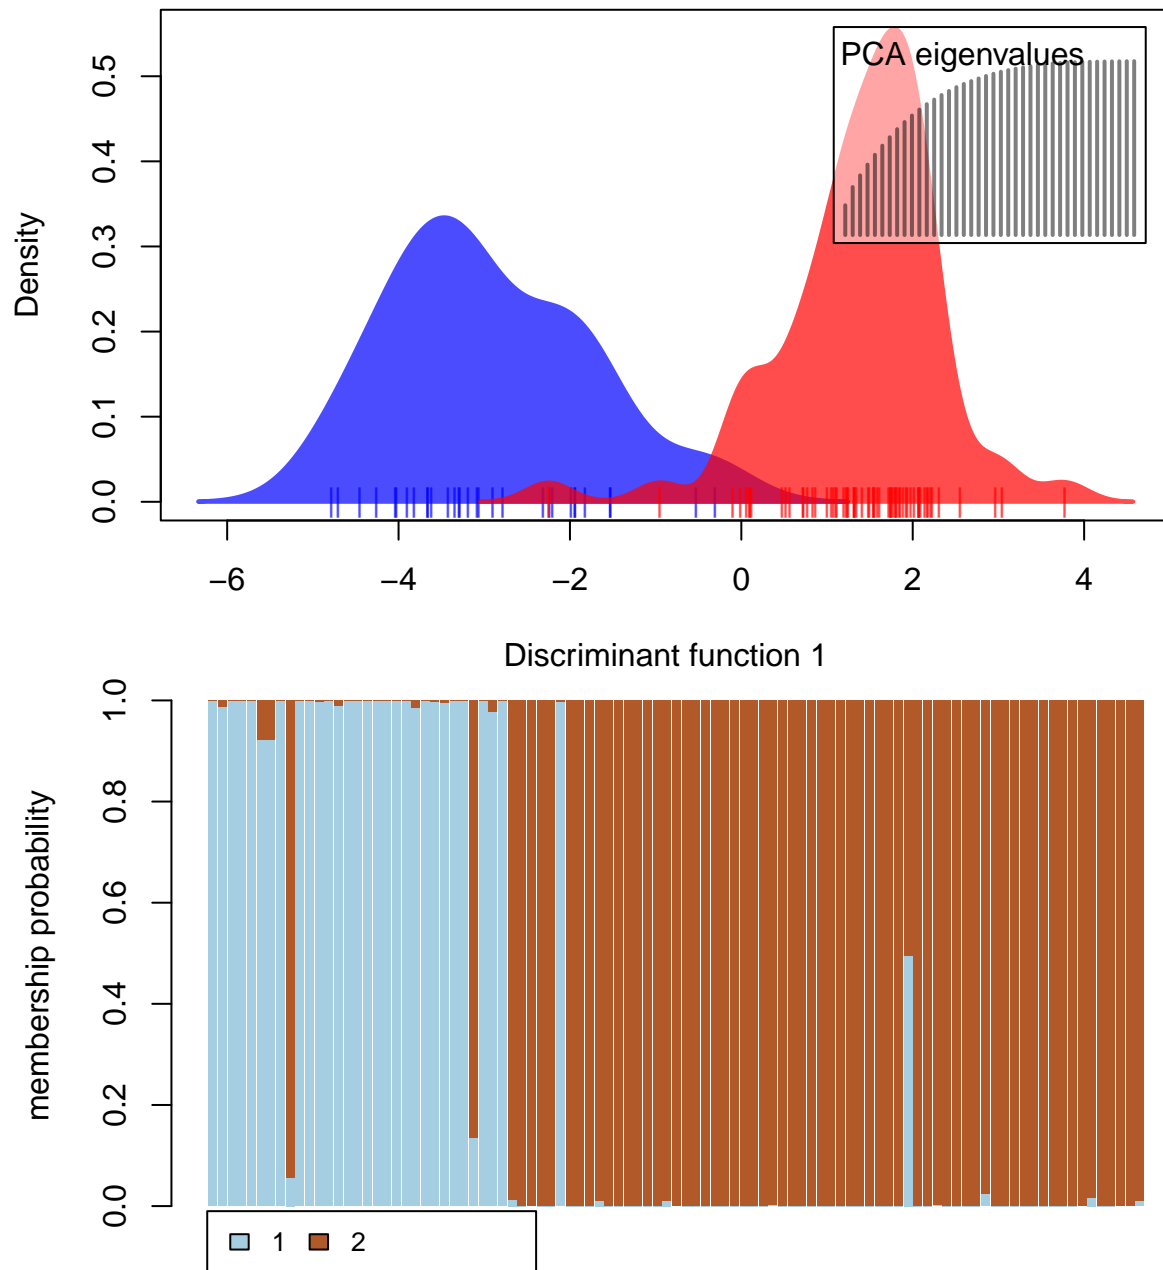 PCA eigenvalues
Density
0.5
0.4
0.3
0.2
0.1
0.0
−6 −4 −2 0 2 4
Discriminant function 1
membership probability
1.0
0.8
0.6
0.4
0.2
0.0
1 2